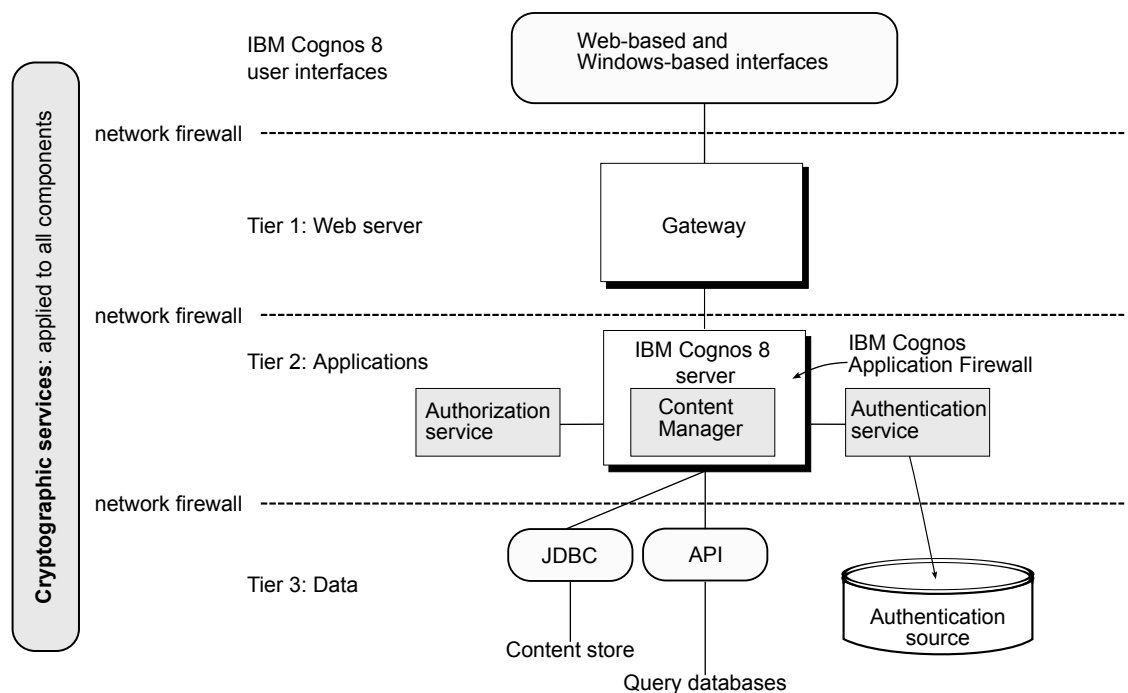 IBM Cognos 8
user interfaces
Web-based and
Windows-based interfaces
Cryptographic services: applied to all components
network firewall
Tier 1: Web server
Gateway
network firewall
Tier 2: Applications
IBM Cognos 8
server
IBM Cognos
Application Firewall
Authorization
service
Content
Manager
Authentication
service
network firewall
JDBC
API
Tier 3: Data
Authentication
source
Content store
Query databases